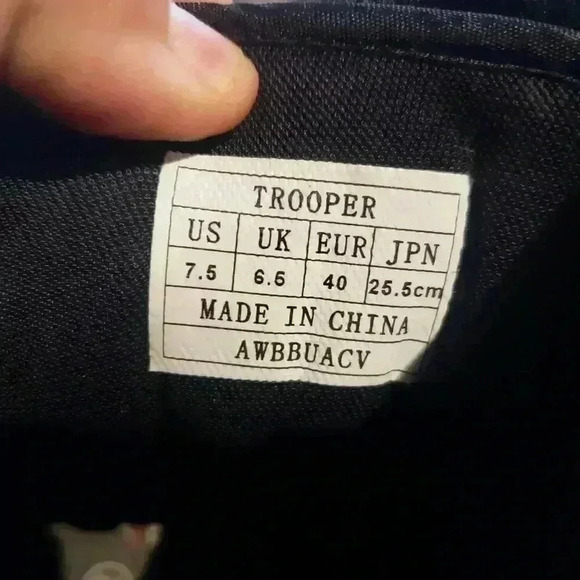 TROOPER
US UK EUR JPN
7.5 6.5 40 25.5cm
MADE IN CHINA
AWBBUACV